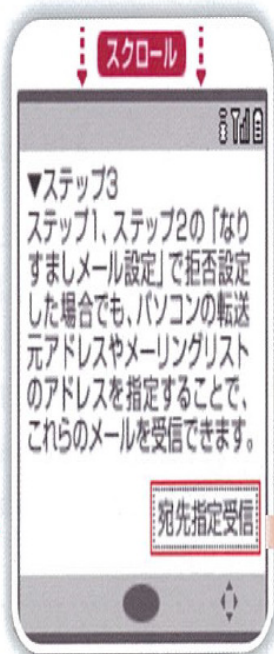 スクロール
▼ステップ3
ステップ1、ステップ2の「なり
すましメール設定」で拒否設定
した場合でも、パソコンの転送
元アドレスやメーリングリスト
のアドレスを指定することで、
これらのメールを受信できます。
宛先指定受信